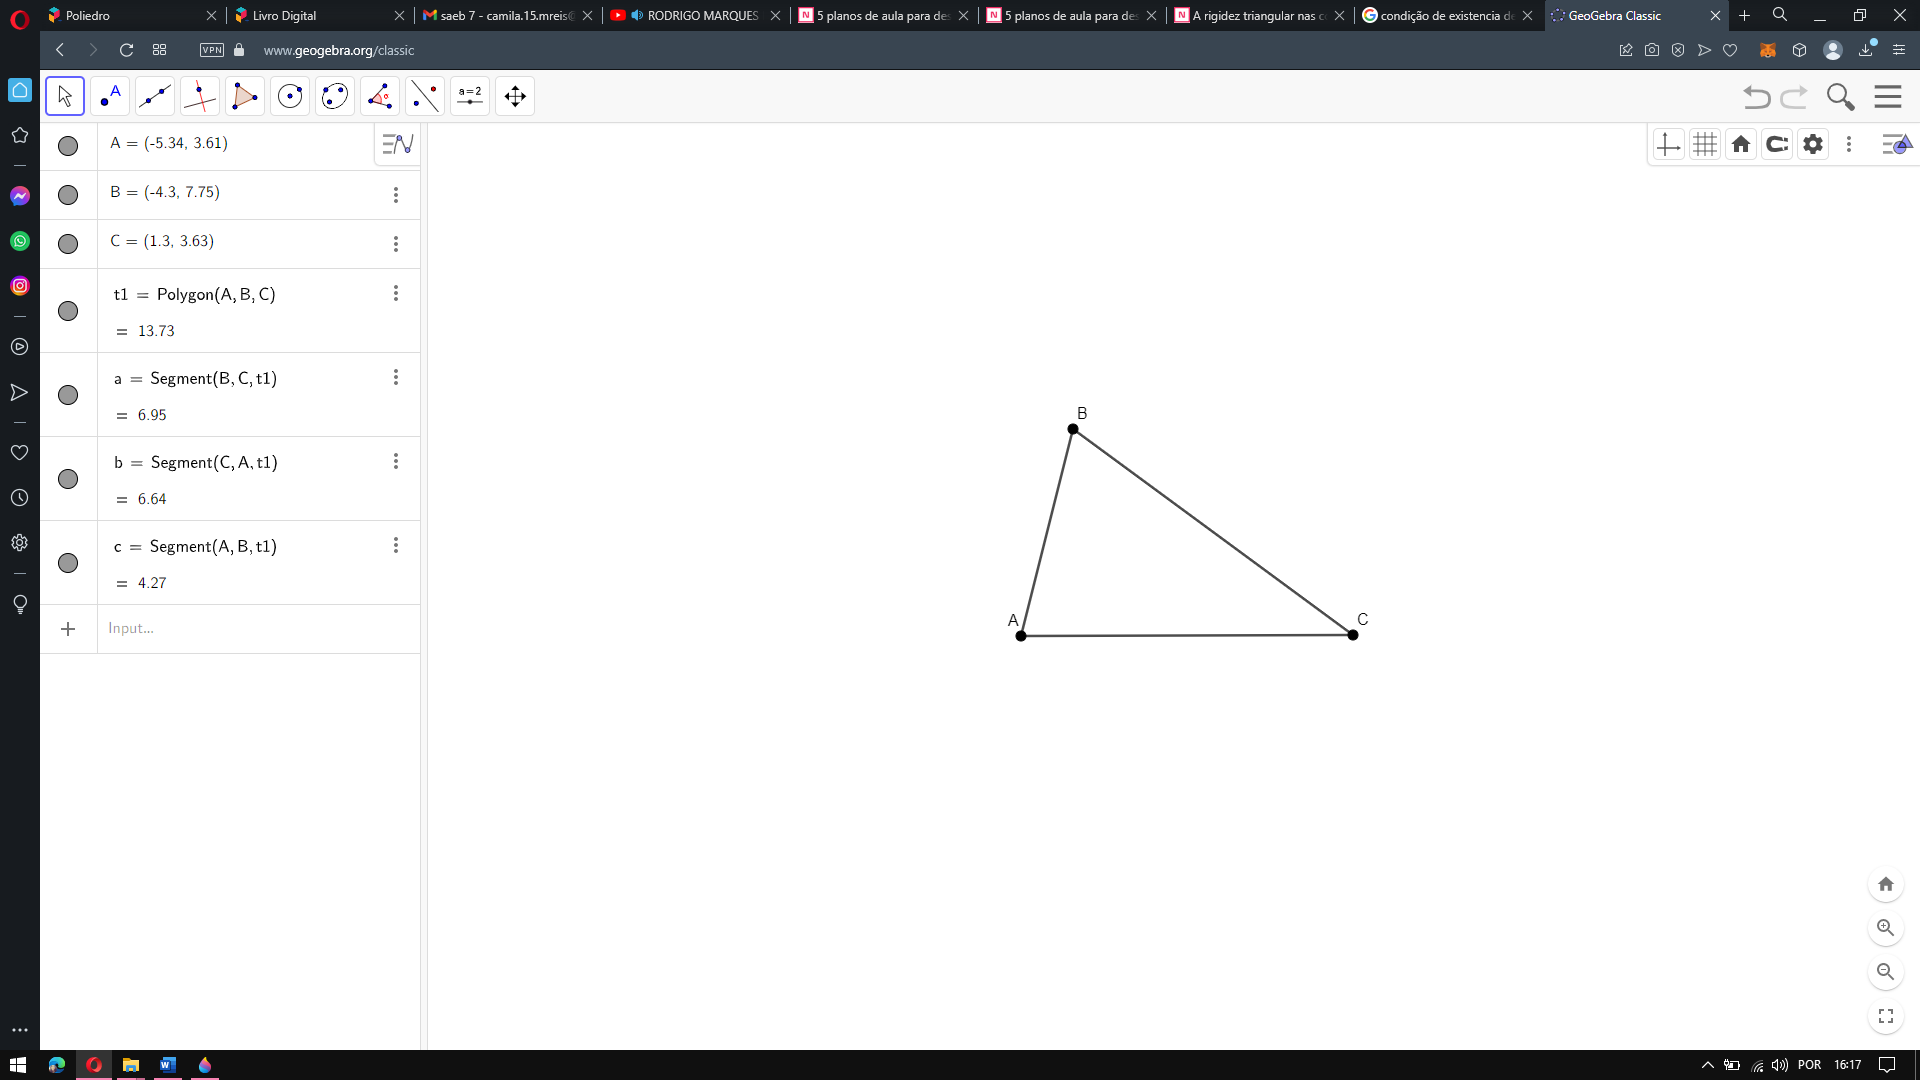 Poliedro
Livro Digital
saeb 7 - camila.15.mreis@
RODRIGO MARQUES
5 planos de aula para des
5 planos de aula para des
A rigidez triangular nas c
condição de existencia de
GeoGebra Classic
VPN
www.geogebra.org/classic
A
a=2
A = (-5.34, 3.61)
B = (-4.3, 7.75)
C = (1.3, 3.63)
t1 = Polygon(A, B, C)
= 13.73
a = Segment(B, C, t1)
= 6.95
b = Segment(C, A, t1)
= 6.64
c = Segment(A, B, t1)
= 4.27
Input...
B
A
C
POR
16:17